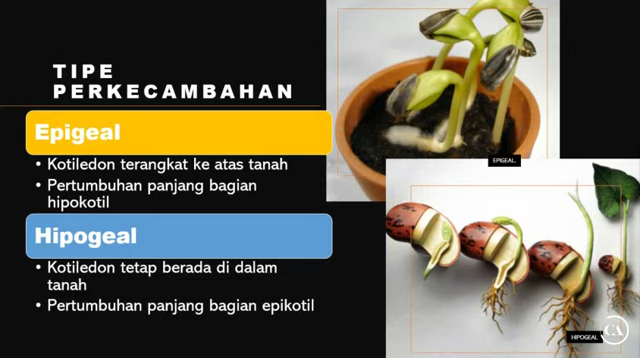 TIPE
PERKECAMBAHAN
Epigeal
• Kotiledon terangkat ke atas tanah
• Pertumbuhan panjang bagian
hipokotil
Hipogeal
• Kotiledon tetap berada di dalam
tanah
• Pertumbuhan panjang bagian epikotil
EPIGEAL.
HIPOGEAL
CA